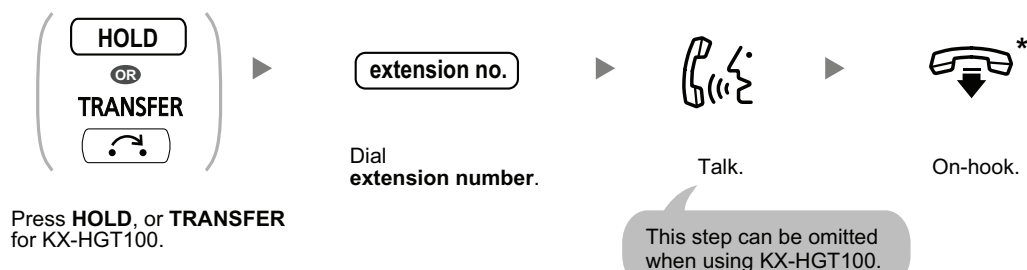 HOLD
OR
TRANSFER
extension no.
*
Press HOLD, or TRANSFER
for KX-HGT100.
Dial
extension number.
Talk.
This step can be omitted
when using KX-HGT100.
On-hook.